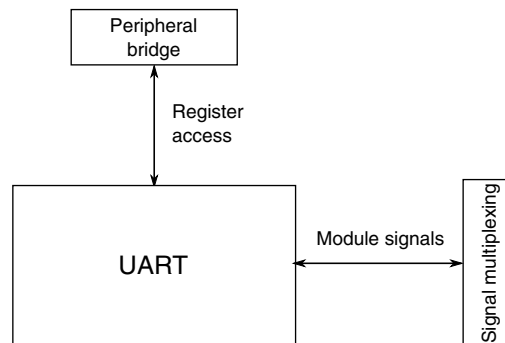 Peripheral
bridge
Register
access
UART
Module signals
Signal multiplexing